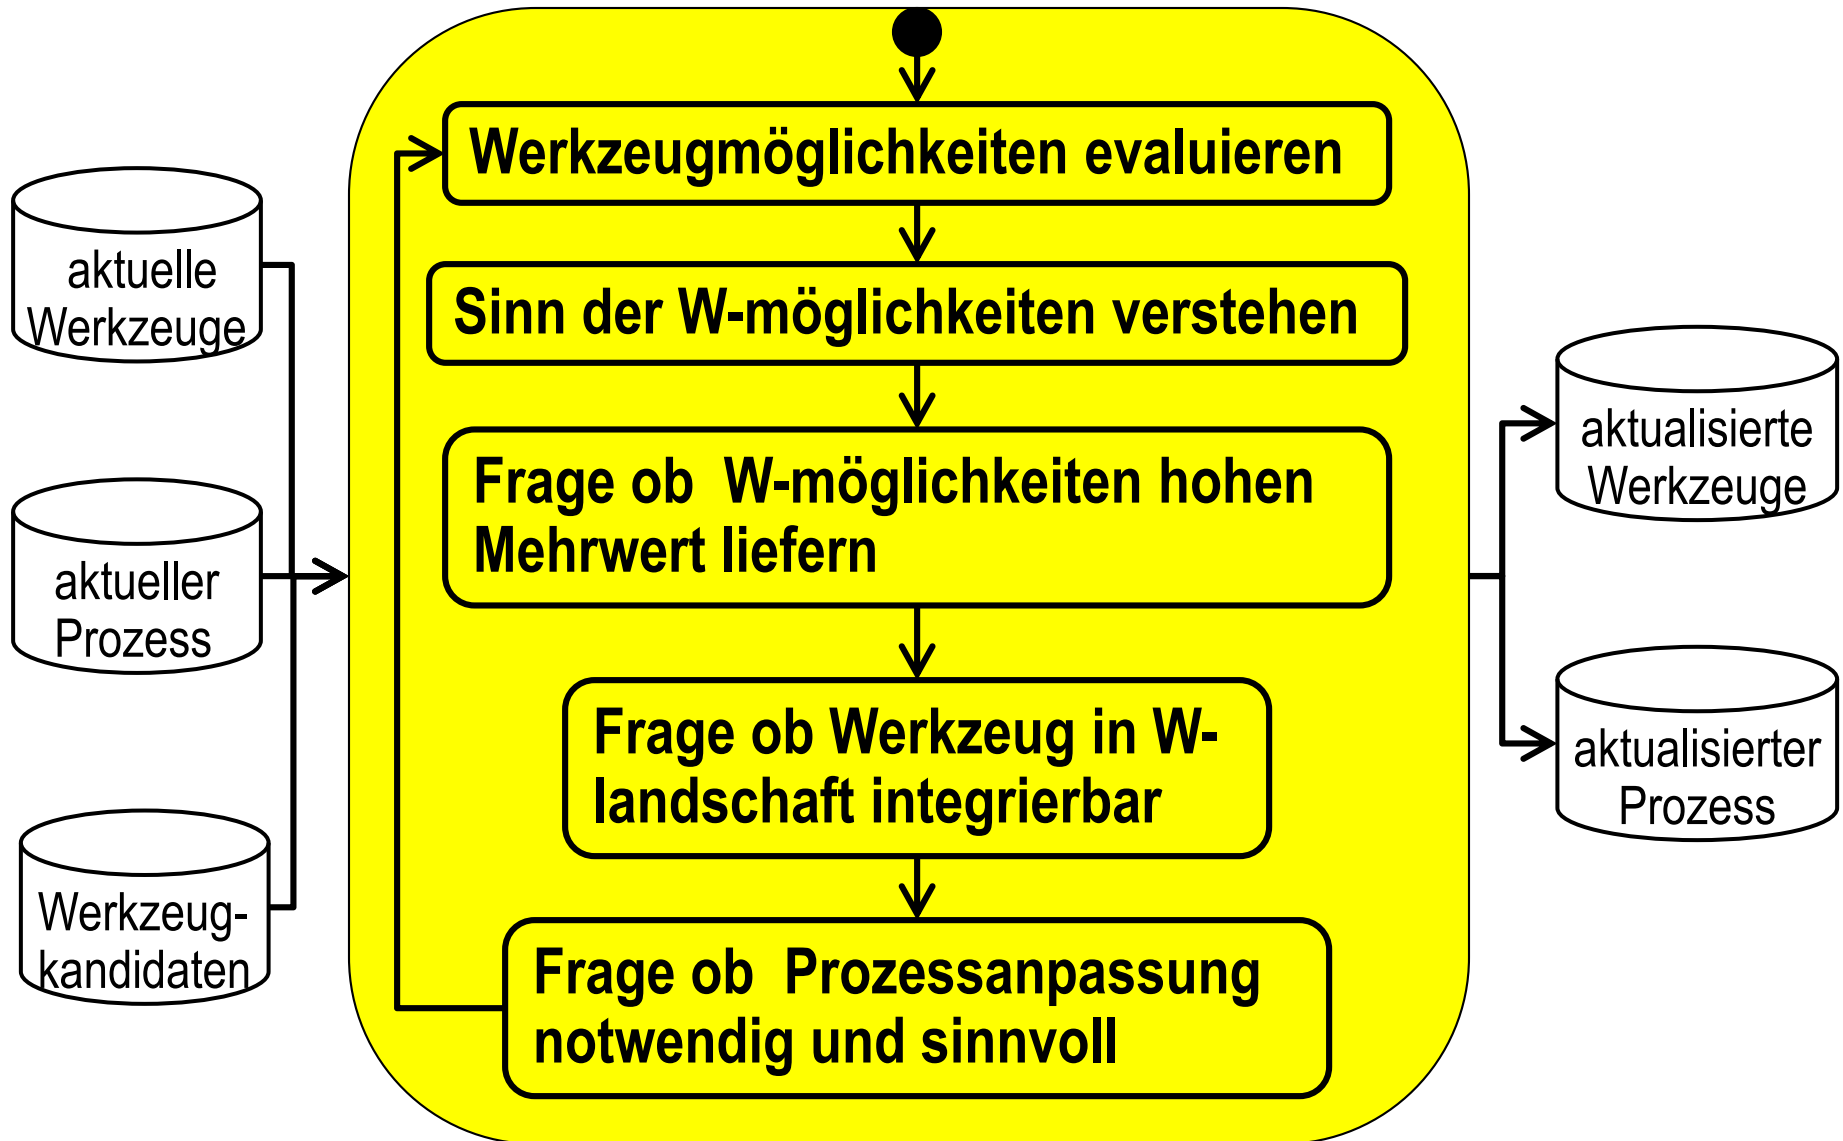 Werkzeugmöglichkeiten evaluieren
Sinn der W-möglichkeiten verstehen
Frage ob W-möglichkeiten hohen
Mehrwert liefern
Frage ob Werkzeug in W-
landschaft integrierbar
Frage ob Prozessanpassung
notwendig und sinnvoll
aktuelle
Werkzeuge
aktueller
Prozess
Werkzeug-
kandidaten
aktualisierte
Werkzeuge
aktualisierter
Prozess